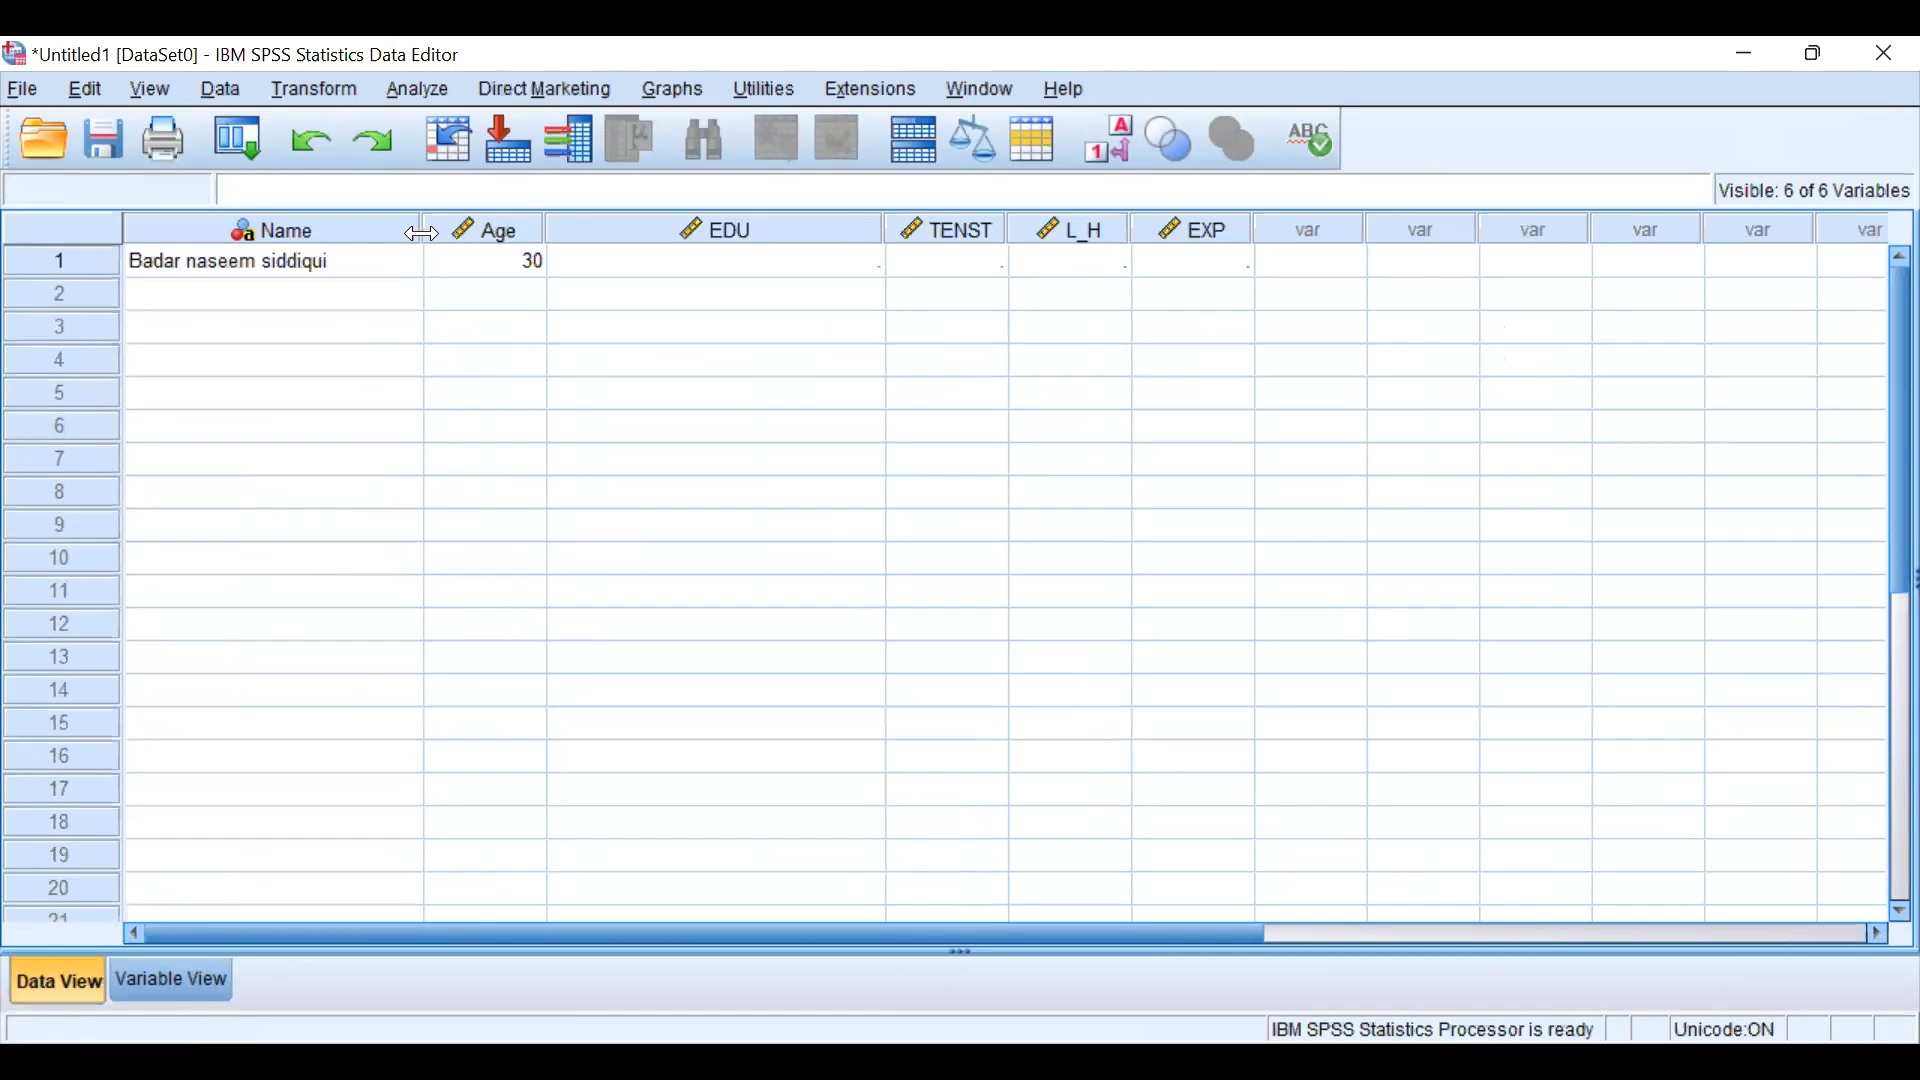 *Untitled1 [DataSet0] - IBM SPSS Statistics Data Editor
File Edit View Data Transform Analyze Direct Marketing Graphs Utilities Extensions Window Help
A
1
ABC
Visible: 6 of 6 Variables
Name Age EDU TENST L_H EXP var var var var var var
1 Badar naseem siddiqui 30 . . . .
2
3
4
5
6
7
8
9
10
11
12
13
14
15
16
17
18
19
20
21
Data View Variable View
IBM SPSS Statistics Processor is ready Unicode:ON